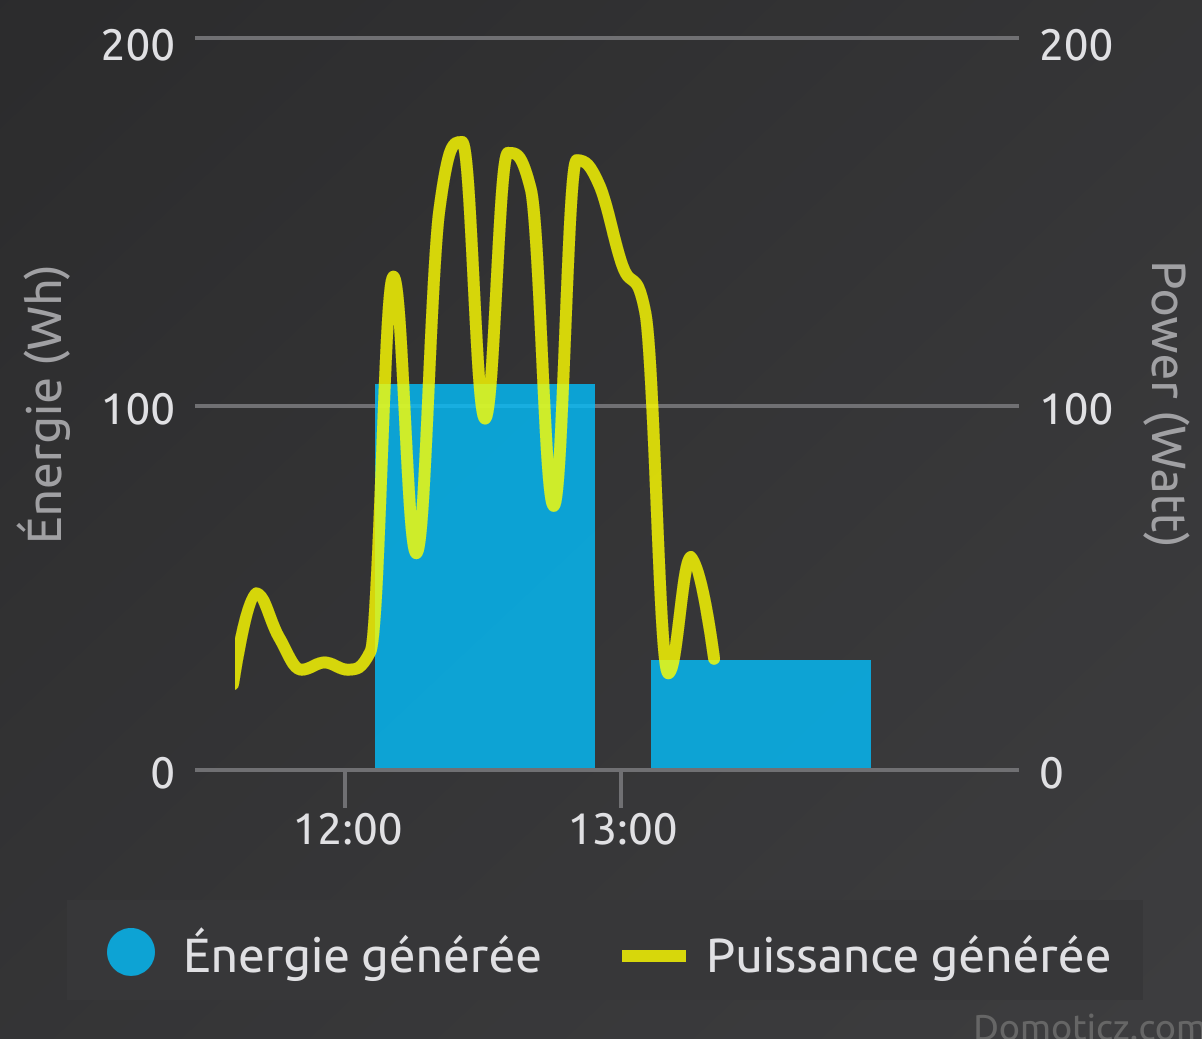 200
200
Énergie (Wh)
Power (Watt)
100
100
0
0
12:00
13:00
Énergie générée
Puissance générée
Domoticz.com